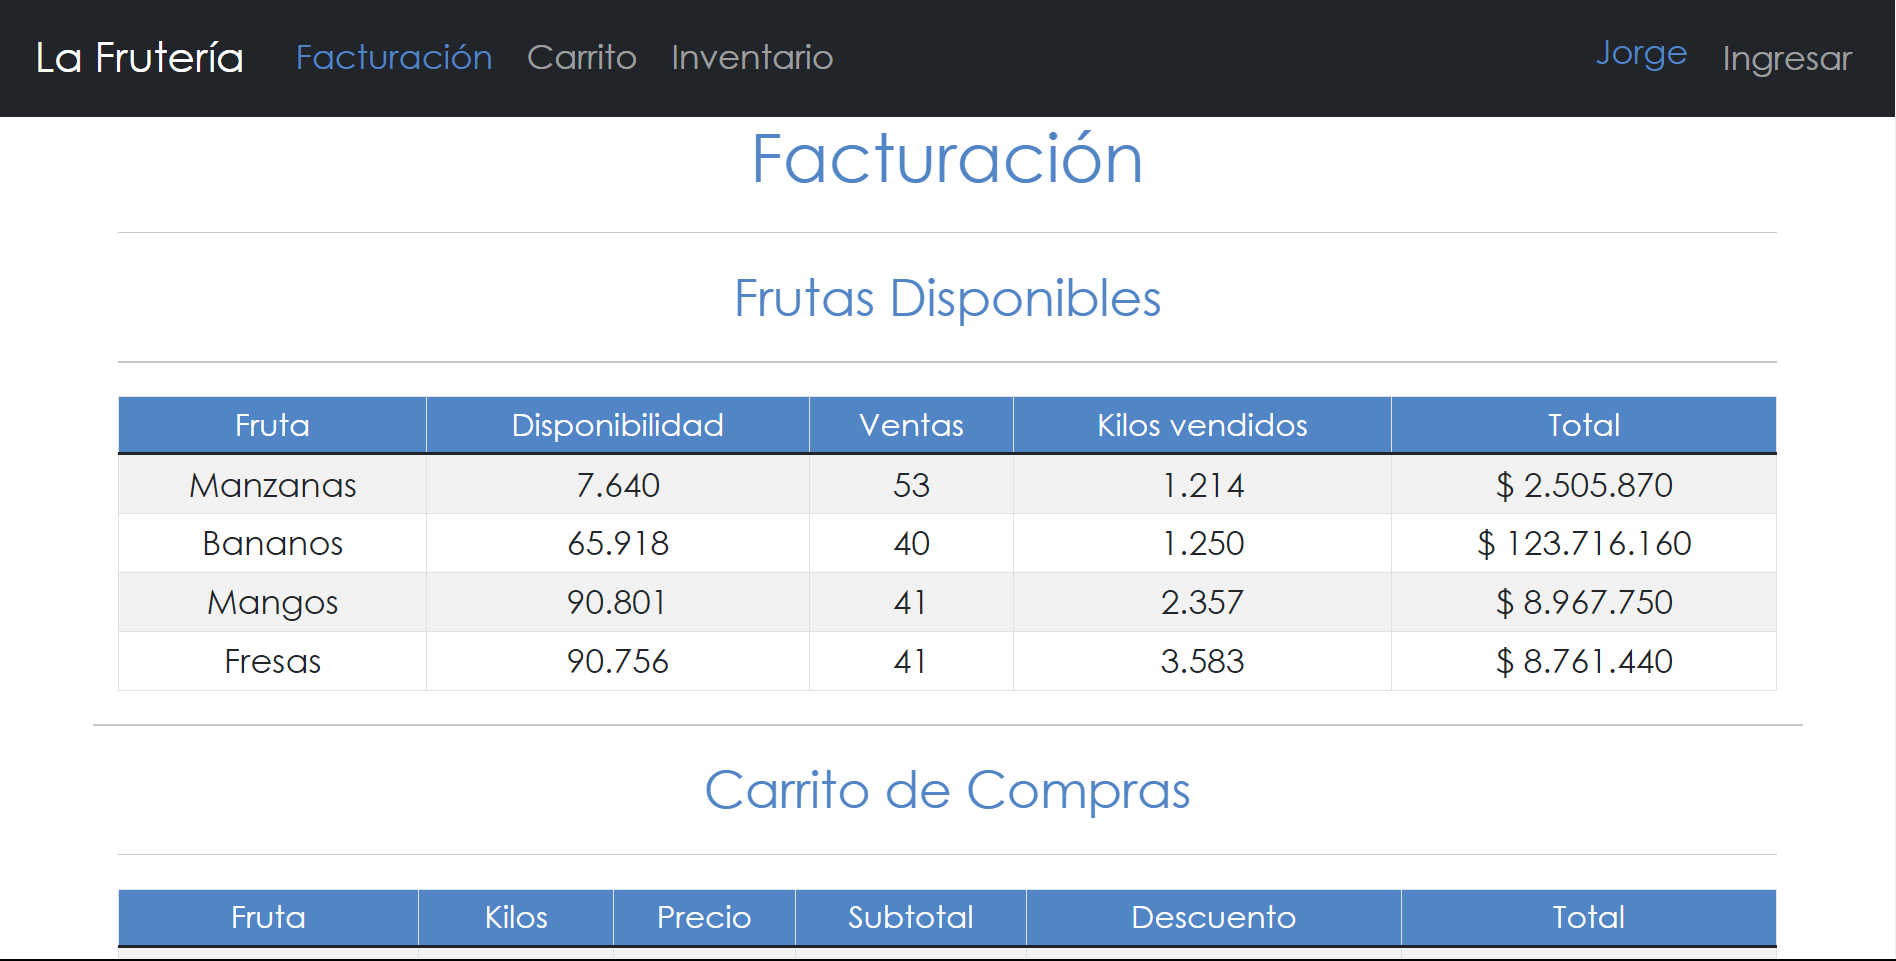 La Frutería Facturación Carrito Inventario Jorge Ingresar
Facturación
Frutas Disponibles
Fruta Disponibilidad Ventas Kilos vendidos Total
Manzanas 7.640 53 1.214 $ 2.505.870
Bananos 65.918 40 1.250 $ 123.716.160
Mangos 90.801 41 2.357 $ 8.967.750
Fresas 90.756 41 3.583 $ 8.761.440
Carrito de Compras
Fruta Kilos Precio Subtotal Descuento Total